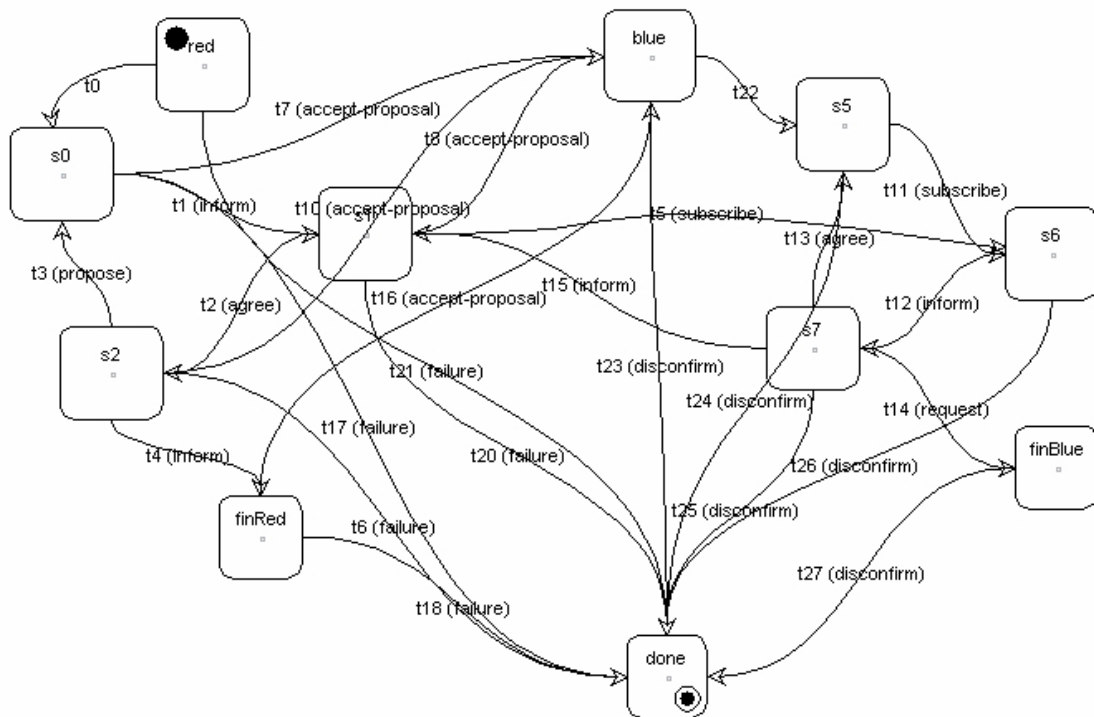 red
blue
t0
t22
s5
t7 (accept-proposal)
t8 (accept-proposal)
s0
t11 (subscribe)
t1 (inform)
t10 (accept-proposal)
s1
t5 (subscribe)
s6
t13 (agree)
t3 (propose)
t15 (inform)
t2 (agree)
t16 (accept-proposal)
t12 (inform)
s2
s7
t21 (failure)
t23 (disconfirm)
t24 (disconfirm)
t14 (request)
t17 (failure)
t4 (inform)
t20 (failure)
t26 (disconfirm)
finBlue
finRed
t25 (disconfirm)
t6 (failure)
t27 (disconfirm)
t18 (failure)
done